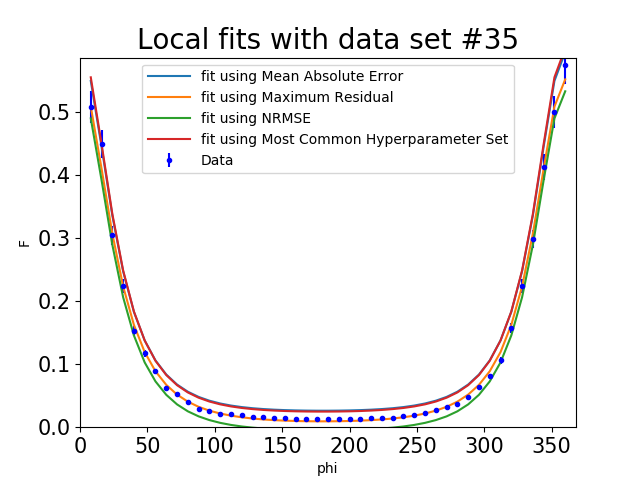 Local fits with data set #35
fit using Mean Absolute Error
fit using Maximum Residual
fit using NRMSE
fit using Most Common Hyperparameter Set
Data
F
0.5
0.4
0.3
0.2
0.1
0.0
0 50 100 150 200 250 300 350
phi